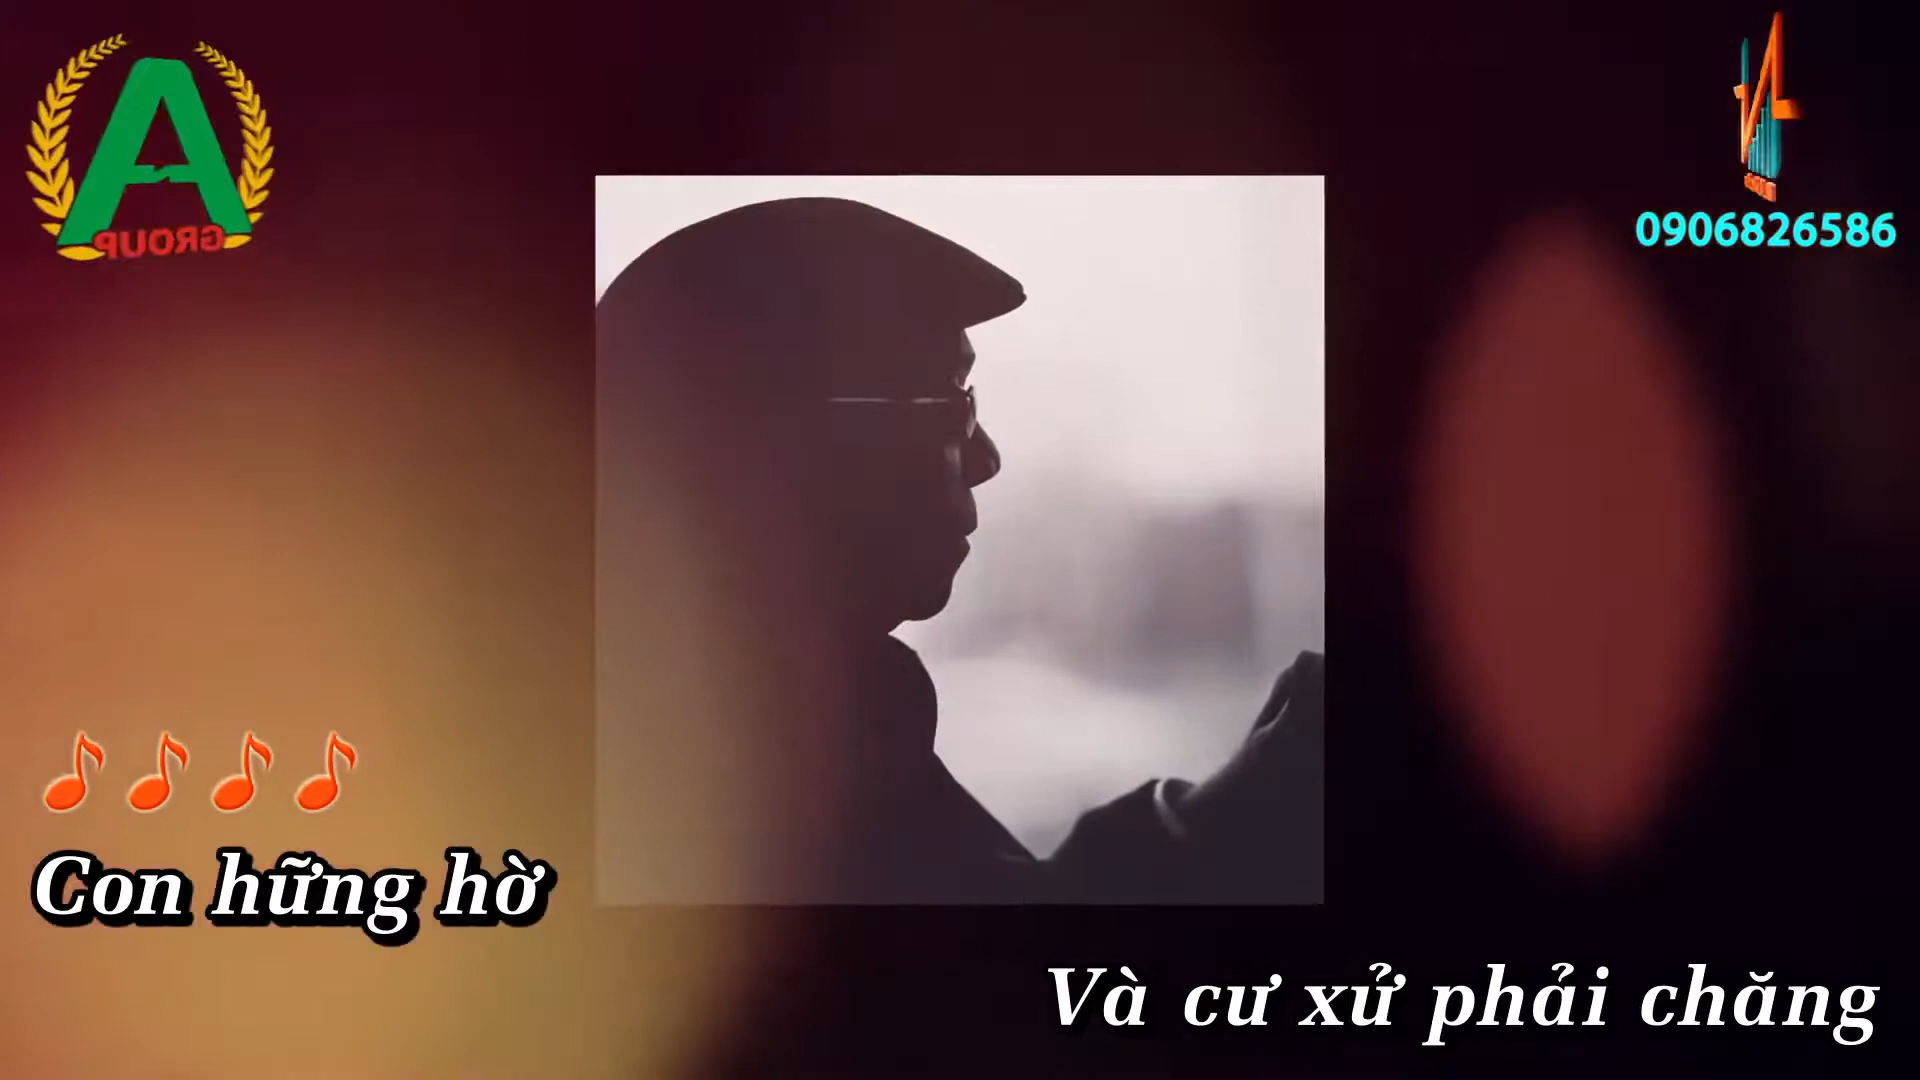 A
GROUP
0906826586
Con hững hờ
Và cư xử phải chăng